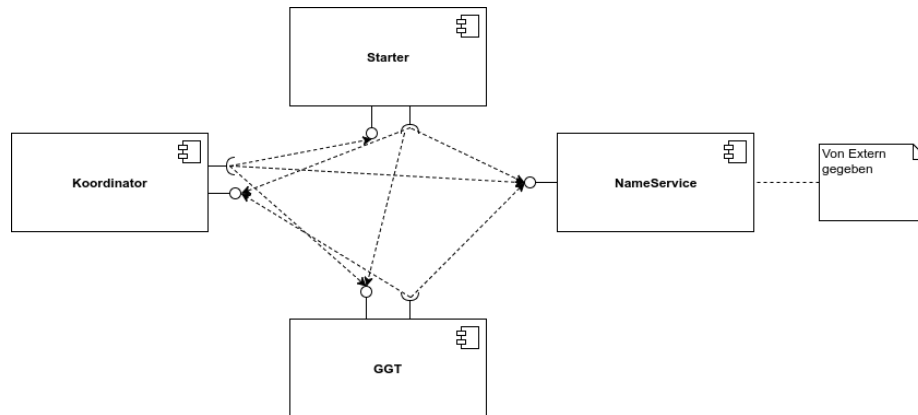 Starter
Koordinator
NameService
Von Extern
gegeben
GGT